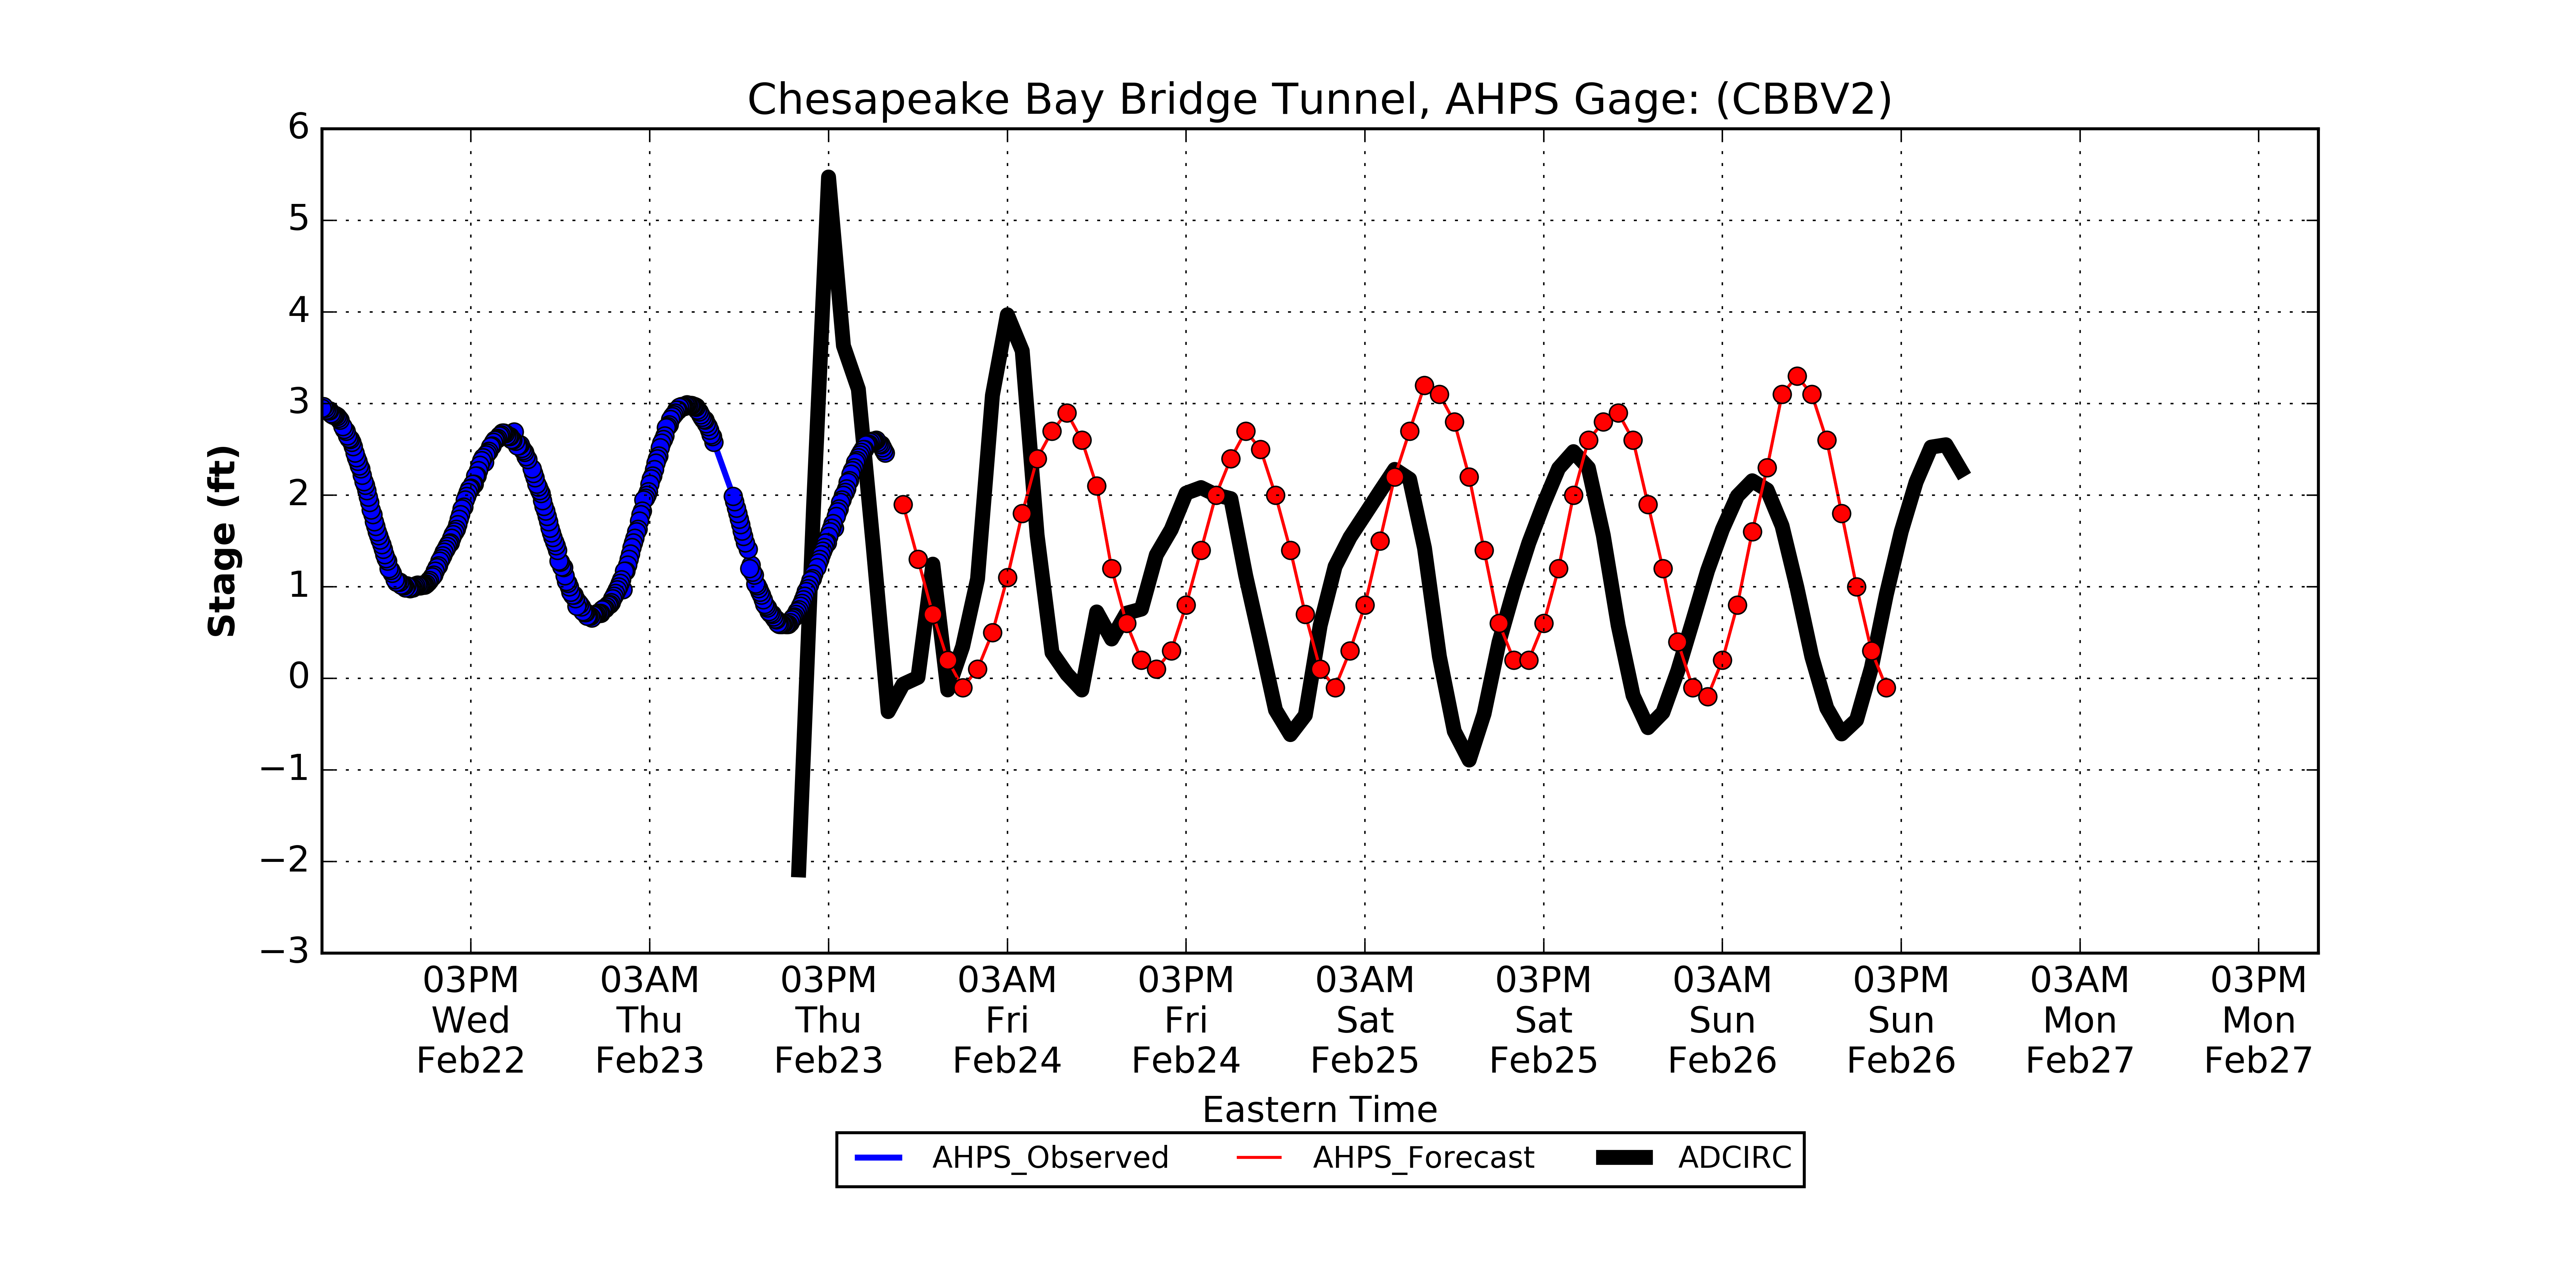 Chesapeake Bay Bridge Tunnel, AHPS Gage: (CBBV2)
6
5
4
3
2
1
0
−1
−2
−3
Stage (ft)
03PM 03AM 03PM 03AM 03PM 03AM 03PM 03AM 03PM 03AM 03PM
Wed Thu Thu Fri Fri Sat Sat Sun Sun Mon Mon
Feb22 Feb23 Feb23 Feb24 Feb24 Feb25 Feb25 Feb26 Feb26 Feb27 Feb27
Eastern Time
AHPS_Observed AHPS_Forecast ADCIRC